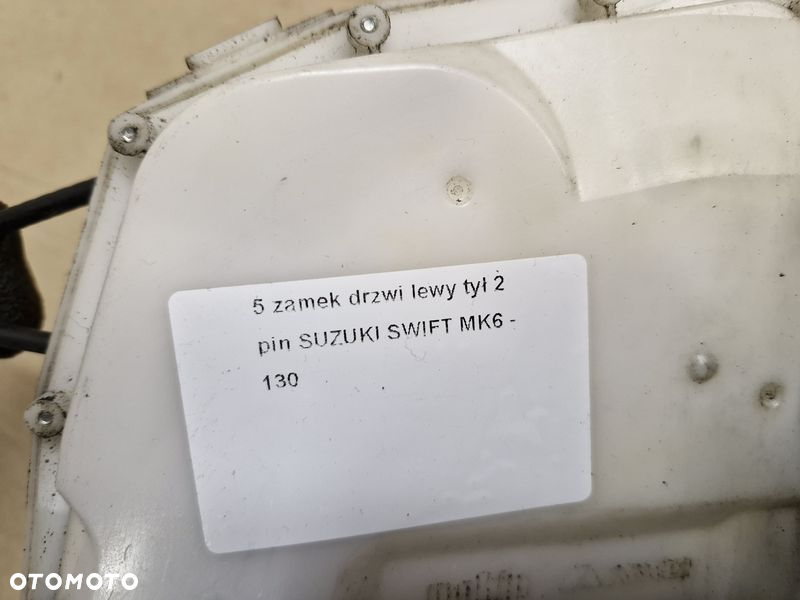 5 zamek drzwi lewy tył 2
pin SUZUKI SWIFT MK6 -
130
OTOMOTO